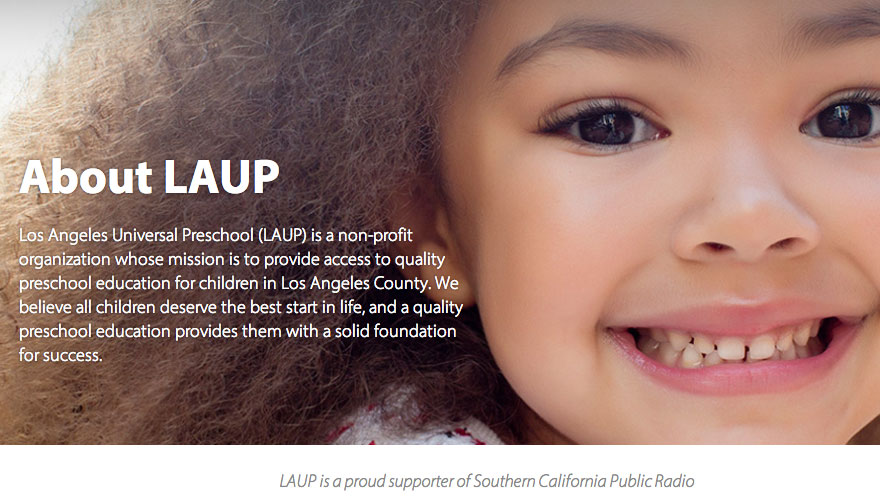 About LAUP
Los Angeles Universal Preschool (LAUP) is a non-profit
organization whose mission is to provide access to quality
preschool education for children in Los Angeles County. We
believe all children deserve the best start in life, and a quality
preschool education provides them with a solid foundation
for success.
LAUP is a proud supporter of Southern California Public Radio